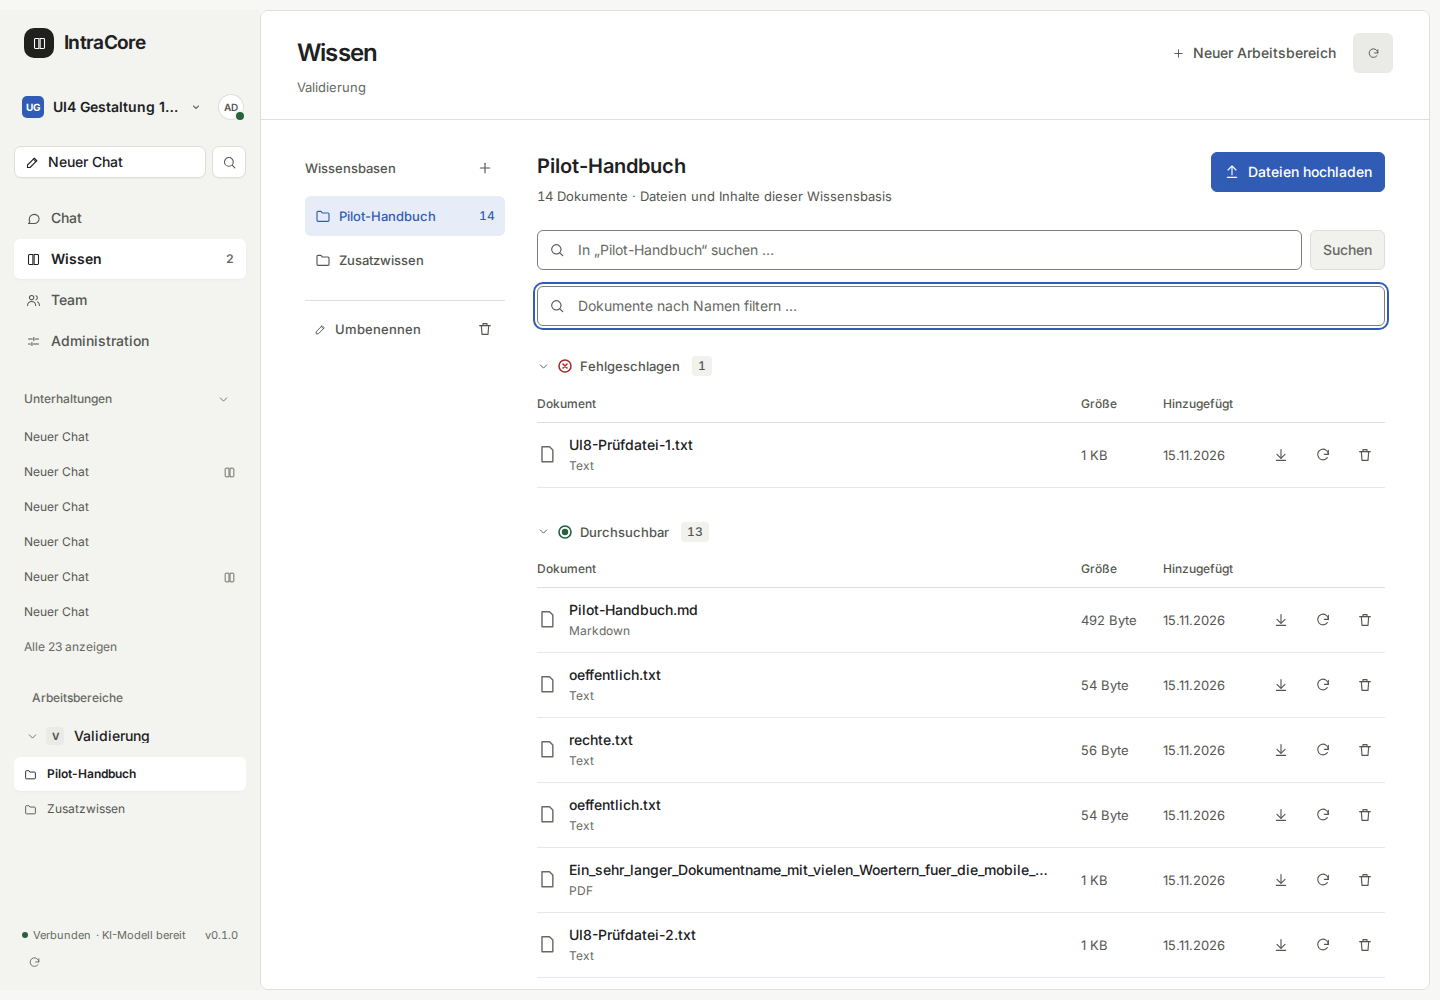 IntraCore
UG UI4 Gestaltung 1... AD
Neuer Chat
Chat
Wissen 2
Team
Administration
Unterhaltungen
Neuer Chat
Neuer Chat
Neuer Chat
Neuer Chat
Neuer Chat
Neuer Chat
Alle 23 anzeigen
Arbeitsbereiche
V Validierung
Pilot-Handbuch
Zusatzwissen
Verbunden · KI-Modell bereit v0.1.0
Wissen
Validierung
Neuer Arbeitsbereich
Wissensbasen
Pilot-Handbuch 14
Zusatzwissen
Umbenennen
Pilot-Handbuch
14 Dokumente · Dateien und Inhalte dieser Wissensbasis
Dateien hochladen
In „Pilot-Handbuch“ suchen ...
Suchen
Dokumente nach Namen filtern ...
Fehlgeschlagen 1
Dokument Größe Hinzugefügt
UI8-Prüfdatei-1.txt
Text
1 KB 15.11.2026
Durchsuchbar 13
Dokument Größe Hinzugefügt
Pilot-Handbuch.md
Markdown
492 Byte 15.11.2026
oeffentlich.txt
Text
54 Byte 15.11.2026
rechte.txt
Text
56 Byte 15.11.2026
oeffentlich.txt
Text
54 Byte 15.11.2026
Ein_sehr_langer_Dokumentname_mit_vielen_Woertern_fuer_die_mobile_...
PDF
1 KB 15.11.2026
UI8-Prüfdatei-2.txt
Text
1 KB 15.11.2026